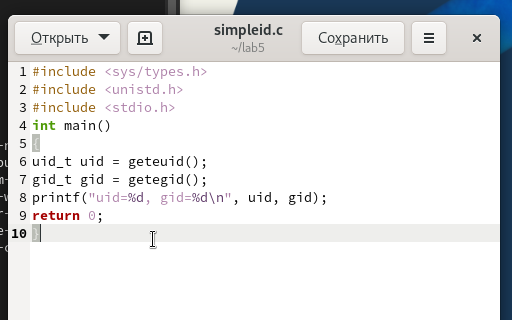 Открыть
simpleid.c
~/lab5
Сохранить
1 #include <sys/types.h>
2 #include <unistd.h>
3 #include <stdio.h>
4 int main()
5 {
6 uid_t uid = geteuid();
7 gid_t gid = getegid();
8 printf("uid=%d, gid=%d\n", uid, gid);
9 return 0;
10 }